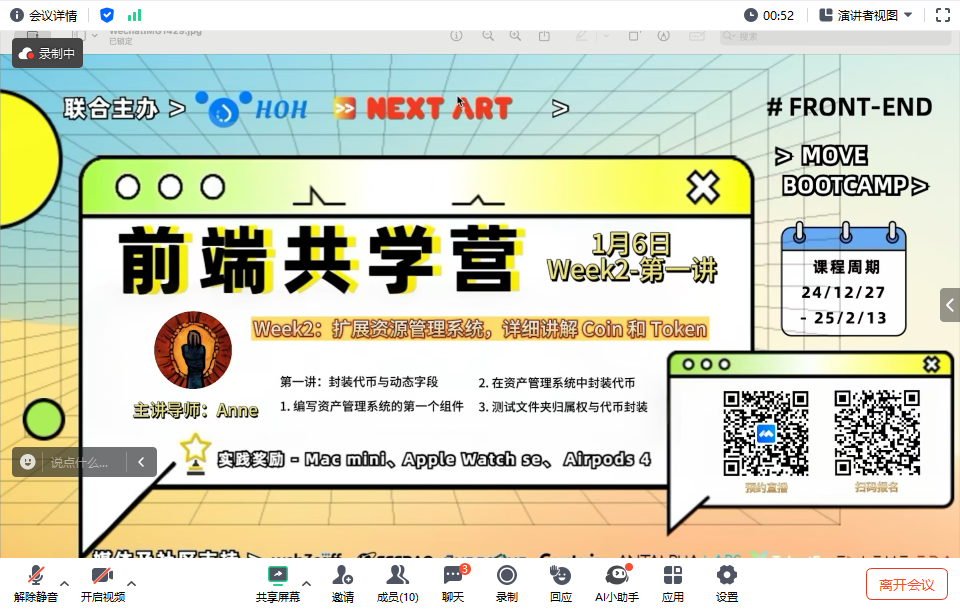 会议详情
00:52
演讲者视图
已锁定
搜索
录制中
联合主办 >
HOH
NEXT ART
>
# FRONT-END
> MOVE
BOOTCAMP >
前端共学营
1月6日
Week2-第一讲
课程周期
24/12/27
- 25/2/13
Week2：扩展资源管理系统，详细讲解 Coin 和 Token
第一讲：封装代币与动态字段
1. 编写资产管理系统的第一个组件
2. 在资产管理系统中封装代币
3. 测试文件夹归属权与代币封装
主讲导师：Anne
实践奖励 - Mac mini、Apple Watch se、 Airpods 4
预约直播
扫码报名
说点什么...
解除静音
开启视频
共享屏幕
邀请
成员(10)
3
聊天
录制
回应
AI小助手
应用
设置
离开会议